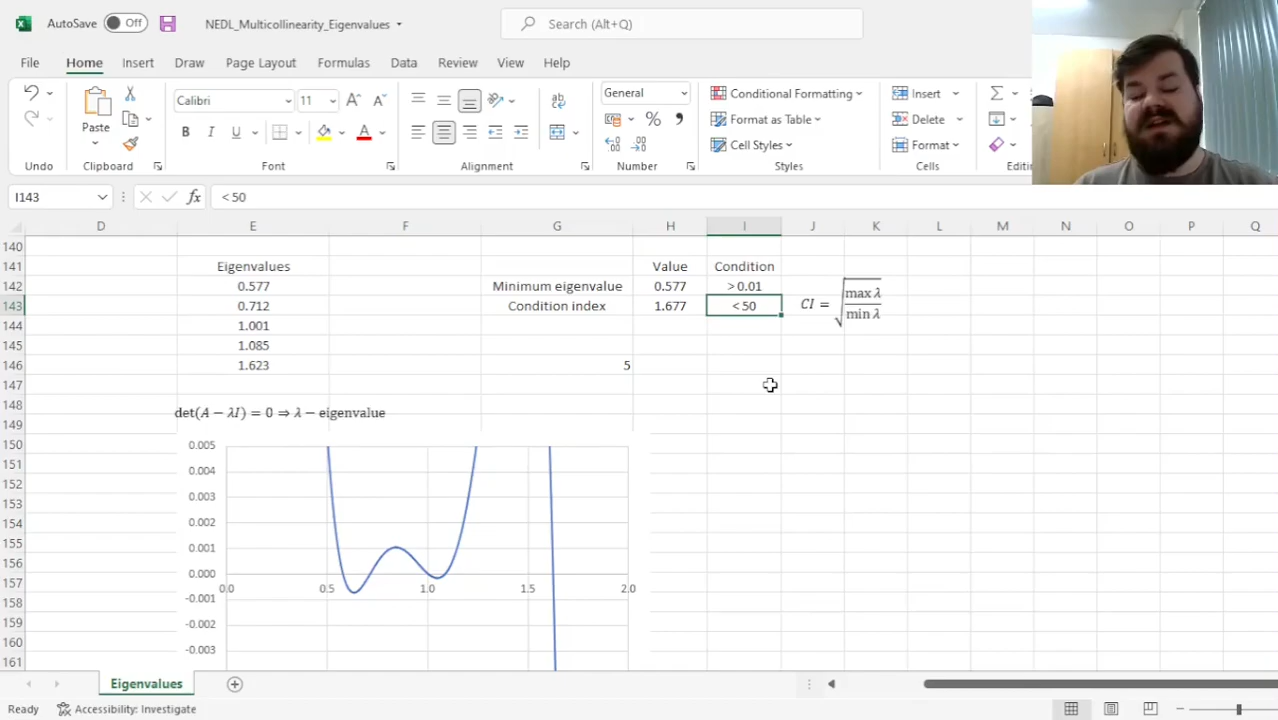 AutoSave Off NEDL_Multicollinearity_Eigenvalues Search (Alt+Q)
File Home Insert Draw Page Layout Formulas Data Review View Help
Calibri 11 General Conditional Formatting Insert
Paste B I U A % Format as Table Delete
Cell Styles Format
Undo Clipboard Font Alignment Number Styles Cells Editin
I143 fx < 50
D E F G H I J K L M N O P Q
140
141 Eigenvalues Value Condition
142 0.577 Minimum eigenvalue 0.577 > 0.01
143 0.712 Condition index 1.677 < 50 CI = √(max λ / min λ)
144 1.001
145 1.085
146 1.623 5
147
148 det(A − λI) = 0 ⇒ λ − eigenvalue
149
150 0.005
151 0.004
152
153 0.003
154 0.002
155 0.001
156 0.000
157 0.0 0.5 1.0 1.5 2.0
158 -0.001
159 -0.002
160
161 -0.003
Eigenvalues
Ready Accessibility: Investigate